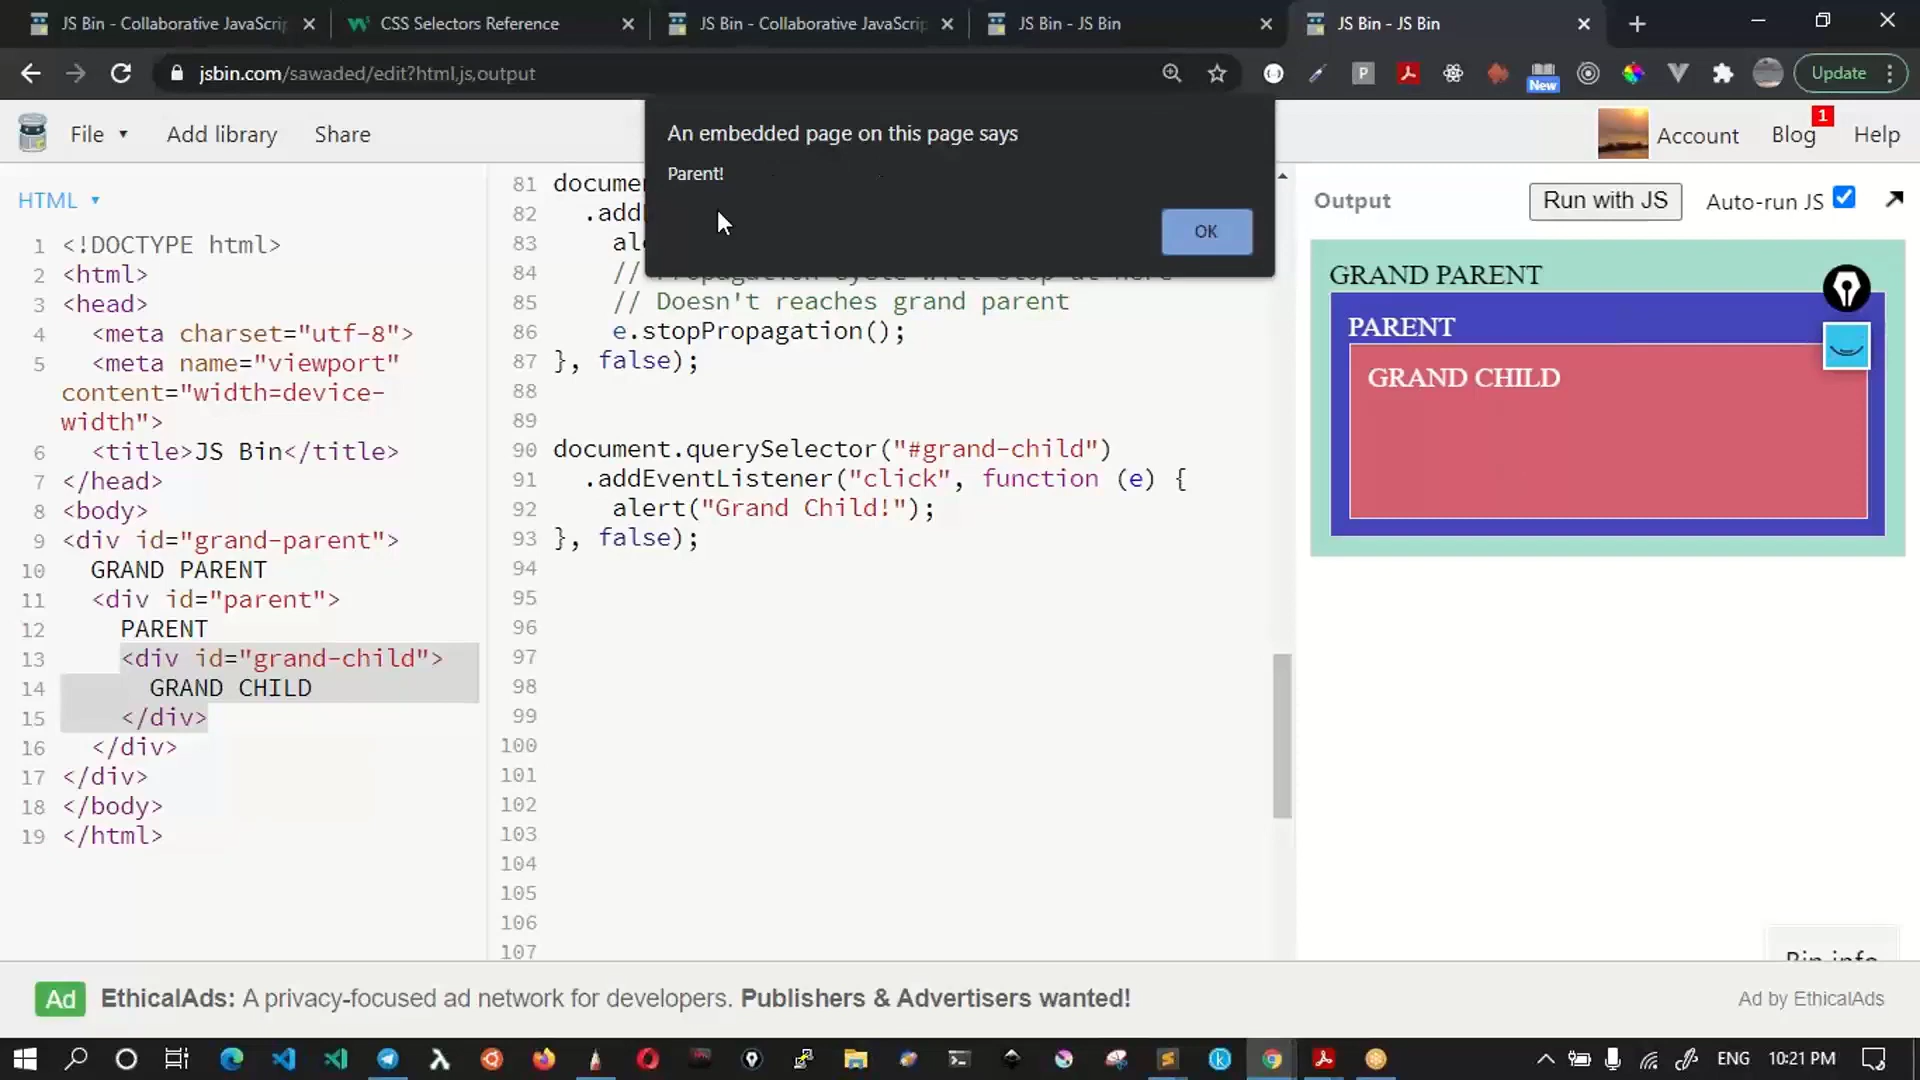 JS Bin - Collaborative JavaScrip
CSS Selectors Reference
JS Bin - Collaborative JavaScrip
JS Bin - JS Bin
JS Bin - JS Bin
jsbin.com/sawaded/edit?html,js,output
New
Update
File
Add library
Share
Account
Blog
1
Help
An embedded page on this page says
Parent!
OK
HTML
1 <!DOCTYPE html>
2 <html>
3 <head>
4 <meta charset="utf-8">
5 <meta name="viewport"
content="width=device-
width">
6 <title>JS Bin</title>
7 </head>
8 <body>
9 <div id="grand-parent">
10 GRAND PARENT
11 <div id="parent">
12 PARENT
13 <div id="grand-child">
14 GRAND CHILD
15 </div>
16 </div>
17 </div>
18 </body>
19 </html>
81 documen
82 .add
83 al
84 //
85 // Doesn't reaches grand parent
86 e.stopPropagation();
87 }, false);
88
89
90 document.querySelector("#grand-child")
91 .addEventListener("click", function (e) {
92 alert("Grand Child!");
93 }, false);
94
95
96
97
98
99
100
101
102
103
104
105
106
107
Output
Run with JS
Auto-run JS
GRAND PARENT
PARENT
GRAND CHILD
Bin info
Ad
EthicalAds: A privacy-focused ad network for developers. Publishers & Advertisers wanted!
Ad by EthicalAds
ENG
10:21 PM